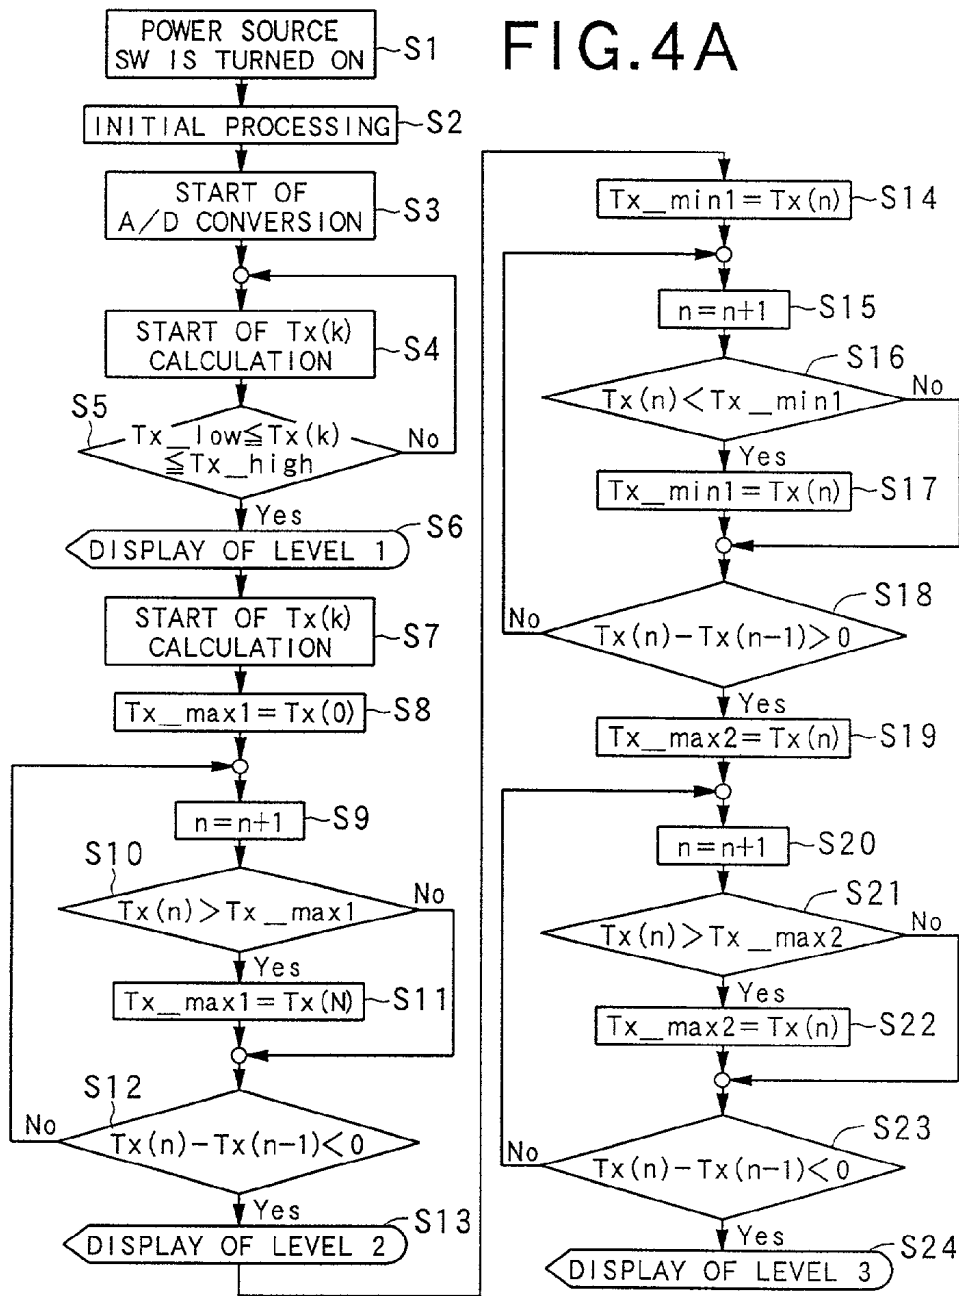 FIG.4A
POWER SOURCE
SW IS TURNED ON
S1
INITIAL PROCESSING
S2
START OF
A/D CONVERSION
S3
START OF Tx(k)
CALCULATION
S4
S5
Tx_low≦Tx(k)
≦Tx_high
No
Yes
DISPLAY OF LEVEL 1
S6
START OF Tx(k)
CALCULATION
S7
Tx_max1=Tx(0)
S8
n=n+1
S9
S10
Tx(n)>Tx_max1
No
Yes
Tx_max1=Tx(N)
S11
S12
No
Tx(n)-Tx(n-1)<0
Yes
DISPLAY OF LEVEL 2
S13
Tx_min1=Tx(n)
S14
n=n+1
S15
S16
Tx(n)<Tx_min1
No
Yes
Tx_min1=Tx(n)
S17
S18
No
Tx(n)-Tx(n-1)>0
Yes
Tx_max2=Tx(n)
S19
n=n+1
S20
S21
Tx(n)>Tx_max2
No
Yes
Tx_max2=Tx(n)
S22
S23
No
Tx(n)-Tx(n-1)<0
Yes
DISPLAY OF LEVEL 3
S24